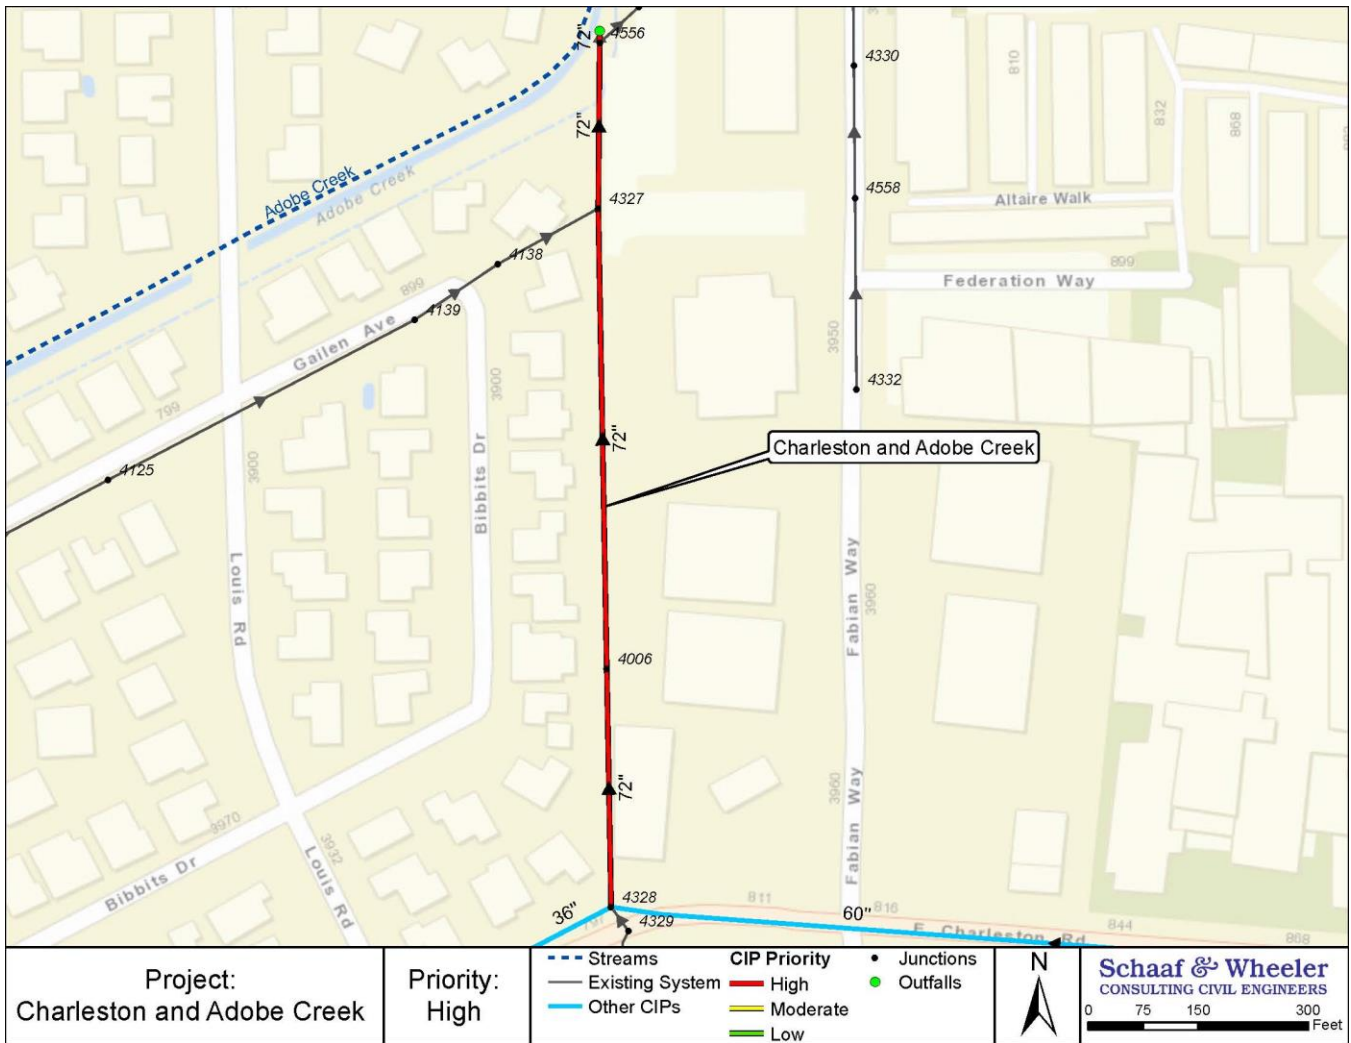 72"
4556
4330
810
832
868
72"
Adobe Creek
Adobe Creek
4327
4558
Altaire Walk
4138
899
Federation Way
899
4139
Gailen Ave
3950
4332
3900
799
72"
Charleston and Adobe Creek
4125
3900
Bibbits Dr
Louis Rd
Fabian Way
3960
4006
72"
3960
3970
3932
Fabian Way
Bibbits Dr
Louis Rd
36"
4328
811
816
60"
797
4329
844
E Charleston Rd
868
Project:
Charleston and Adobe Creek
Priority:
High
Streams
Existing System
Other CIPs
CIP Priority
High
Moderate
Low
Junctions
Outfalls
N
Schaaf & Wheeler
CONSULTING CIVIL ENGINEERS
0 75 150 300
Feet